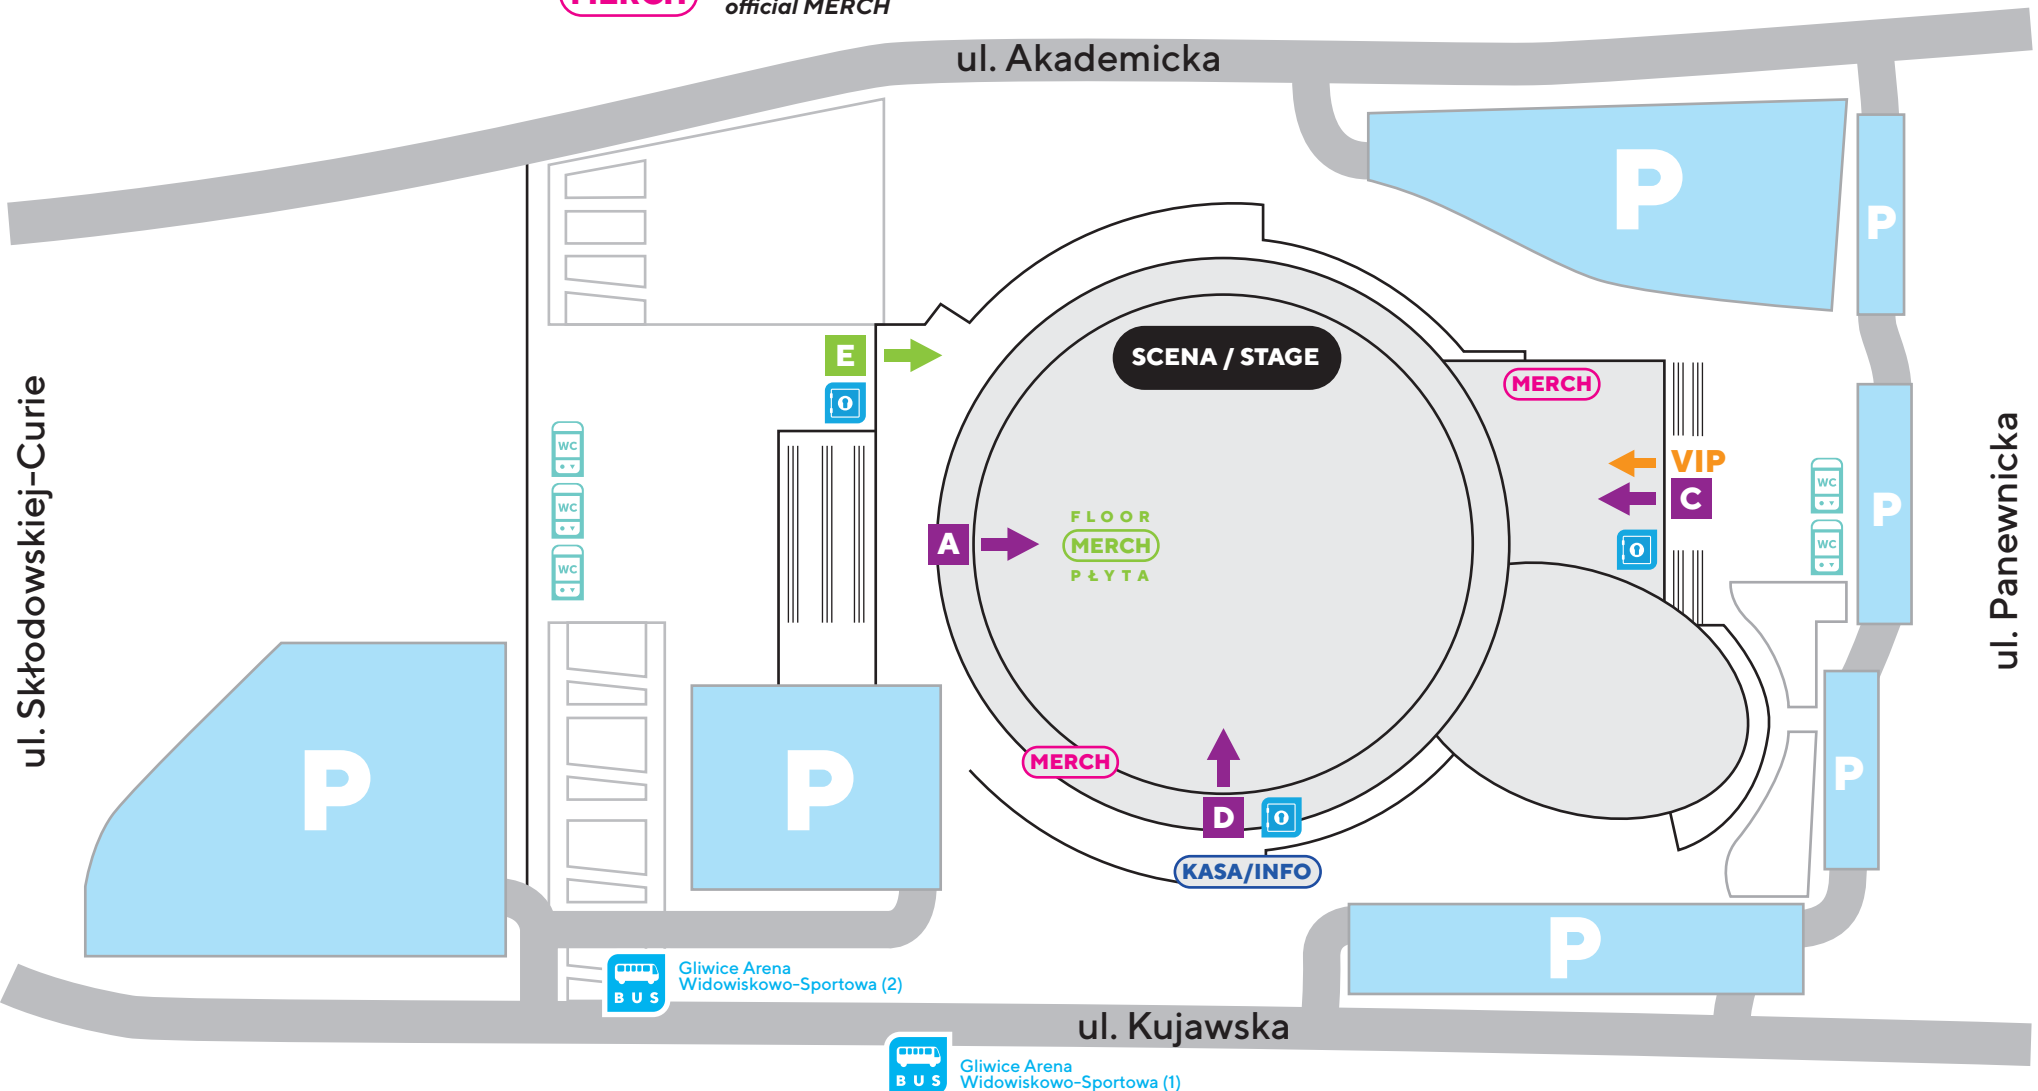 MERCH
official MERCH
ul. Akademicka
P
P
SCENA / STAGE
E
MERCH
WC
VIP
C
WC
P
ul. Skłodowskiej-Curie
ul. Panewnicka
WC
FLOOR
A
MERCH
WC
WC
PŁYTA
P
P
MERCH
P
D
KASA/INFO
P
BUS
Gliwice Arena
Widowiskowo-Sportowa (2)
ul. Kujawska
BUS
Gliwice Arena
Widowiskowo-Sportowa (1)